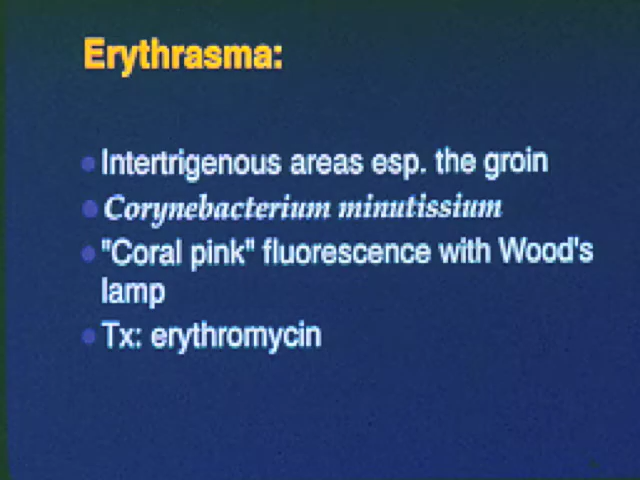 Erythrasma:
Intertrigenous areas esp. the groin
Corynebacterium minutissium
"Coral pink" fluorescence with Wood's
lamp
Tx: erythromycin